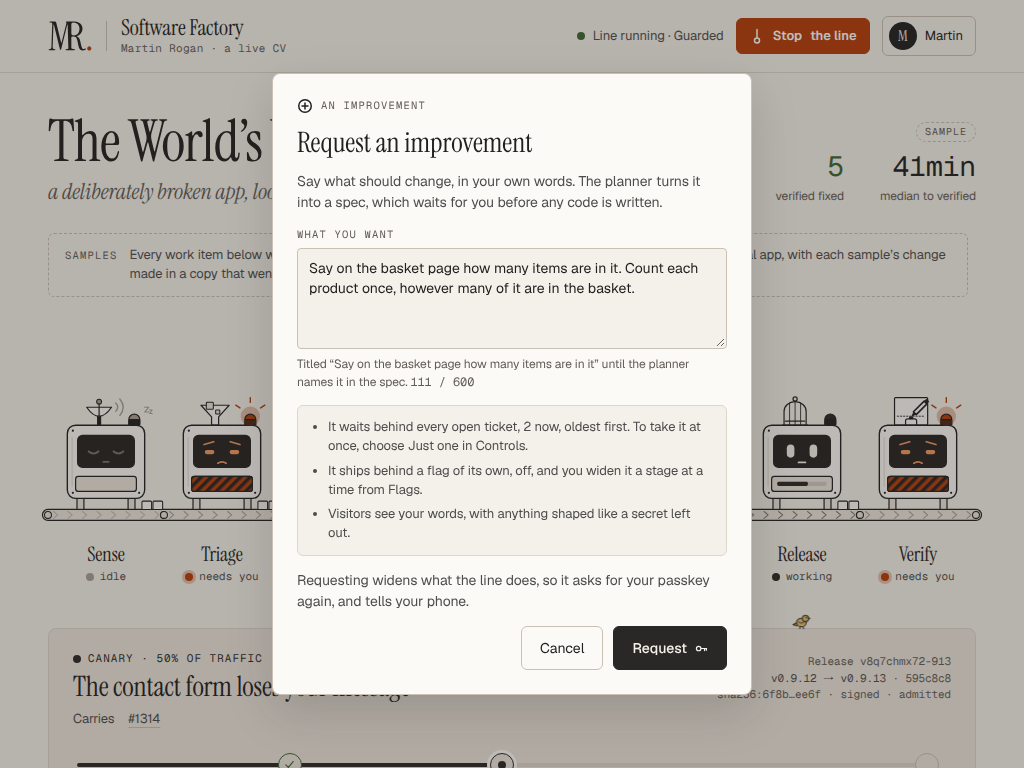 MR.
Software Factory
Martin Rogan · a live CV
Line running · Guarded
Stop the line
M
Martin
AN IMPROVEMENT
Request an improvement
Say what should change, in your own words. The planner turns it
into a spec, which waits for you before any code is written.
WHAT YOU WANT
Say on the basket page how many items are in it. Count each
product once, however many of it are in the basket.
Titled “Say on the basket page how many items are in it” until the planner
names it in the spec. 111 / 600
It waits behind every open ticket, 2 now, oldest first. To take it at
once, choose Just one in Controls.
It ships behind a flag of its own, off, and you widen it a stage at a
time from Flags.
Visitors see your words, with anything shaped like a secret left
out.
Requesting widens what the line does, so it asks for your passkey
again, and tells your phone.
Cancel
Request
The World’s
a deliberately broken app,
SAMPLE
5
verified fixed
41min
median to verified
SAMPLES
Every work item below
app, with each sample’s change
made in a copy that
zz
Sense
idle
Triage
needs you
Release
working
Verify
needs you
CANARY · 50% OF TRAFFIC
The contact form loses your message
Carries #1314
Release v8q7chmx72-913
v0.9.12 → v0.9.13 · 595c8c8
sha256:6f8b…ee6f · signed · admitted